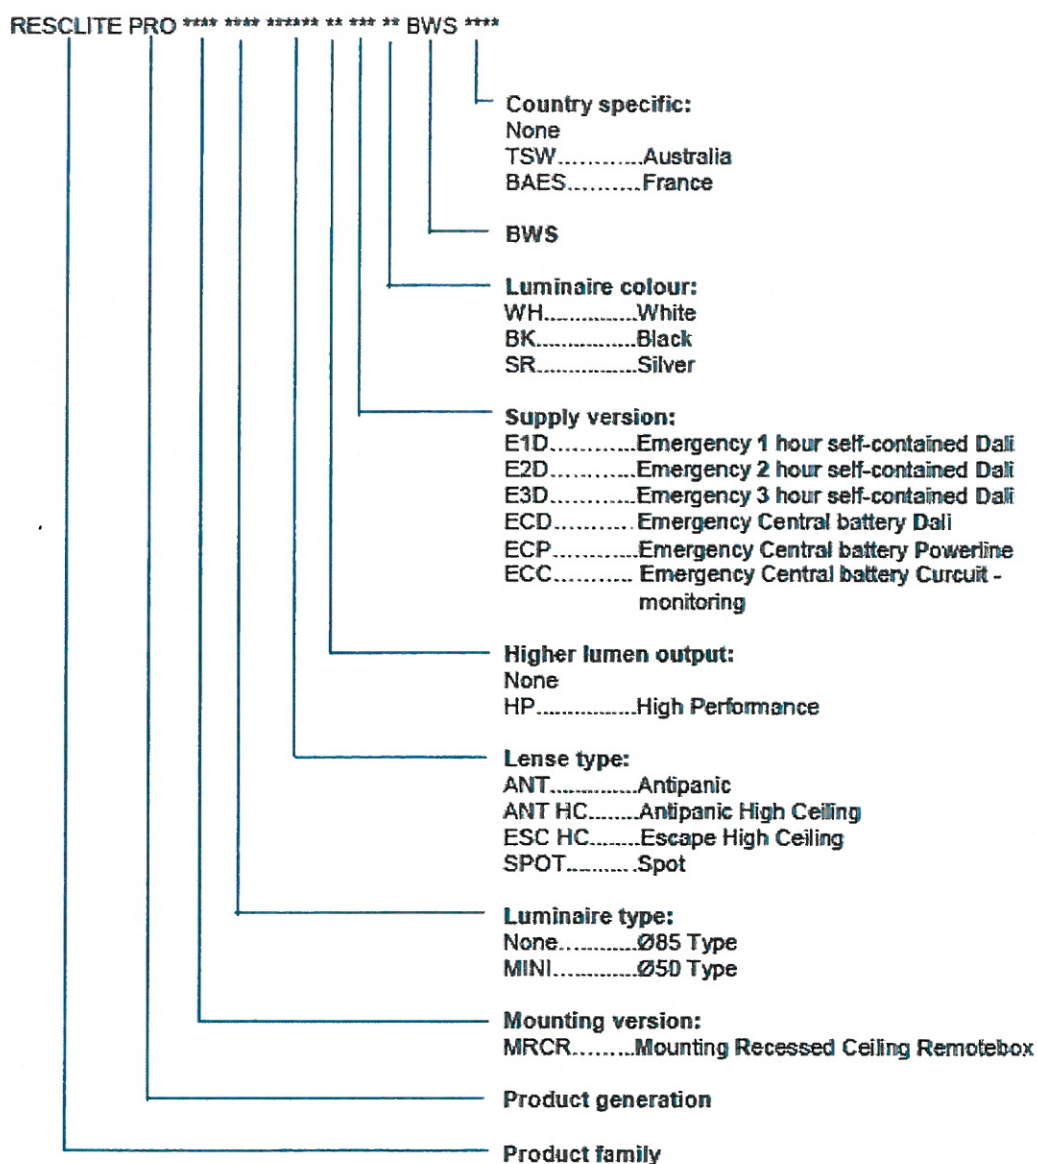 RESCLITE PRO **** **** ****** ** *** ** BWS ****
Country specific:
None
TSW............Australia
BAES..........France
BWS
Luminaire colour:
WH...............White
BK................Black
SR................Silver
Supply version:
E1D............Emergency 1 hour self-contained Dali
E2D............Emergency 2 hour self-contained Dali
E3D............Emergency 3 hour self-contained Dali
ECD........... Emergency Central battery Dali
ECP............Emergency Central battery Powerline
ECC........... Emergency Central battery Curcuit -
monitoring
Higher lumen output:
None
HP................High Performance
Lense type:
ANT..............Antipanic
ANT HC........Antipanic High Ceiling
ESC HC........Escape High Ceiling
SPOT...........Spot
Luminaire type:
None............Ø85 Type
MINI.............Ø50 Type
Mounting version:
MRCR.........Mounting Recessed Ceiling Remotebox
Product generation
Product family